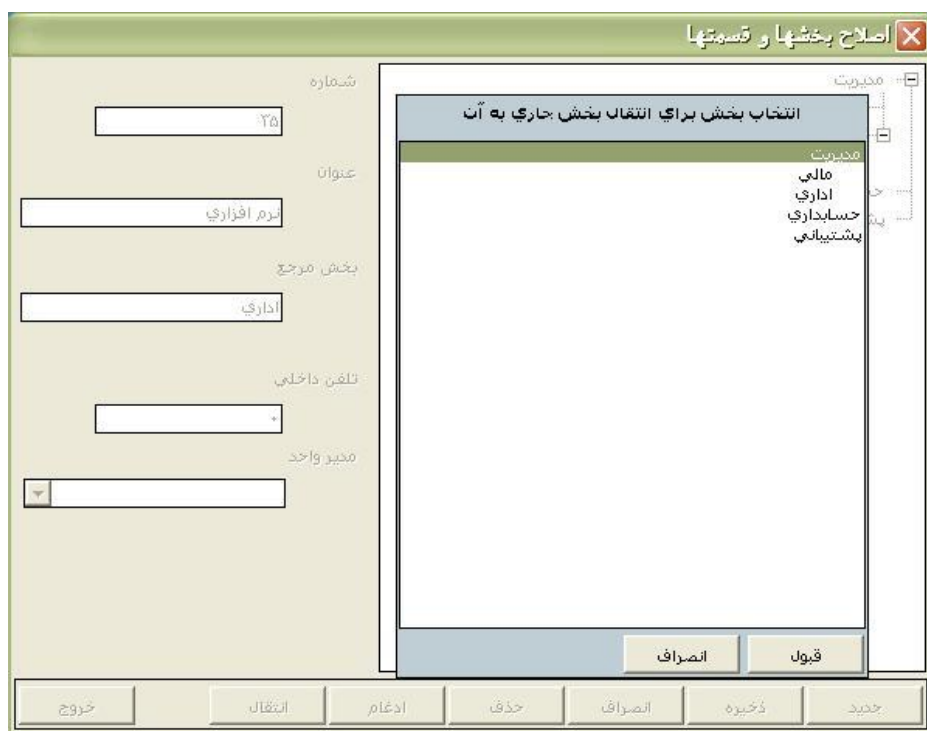 اصلاح بخشها و قسمتها
مديريت
شماره
۲۵
عنوان
نرم افزاري
بخش مرجع
اداري
تلفن داخلي
۰
مدير واحد
انتخاب بخش براي انتقال بخش جاري به آن
مديريت
مالي
اداري
حسابداري
پشتيباني
قبول
انصراف
جديد
ذخيره
انصراف
حذف
ادغام
انتقال
خروج